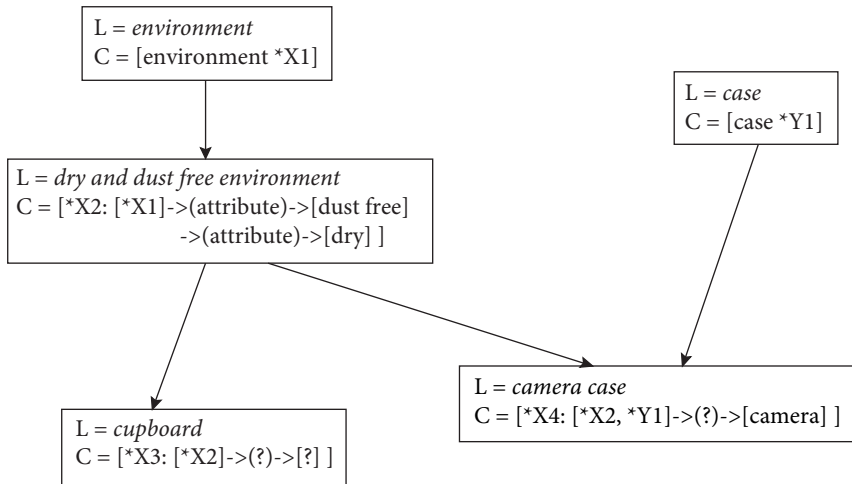 L = environment
C = [environment *X1]
L = case
C = [case *Y1]
L = dry and dust free environment
C = [*X2: [*X1]->(attribute)->[dust free]
->(attribute)->[dry] ]
L = camera case
C = [*X4: [*X2, *Y1]->(?)->[camera] ]
L = cupboard
C = [*X3: [*X2]->(?)->[?] ]